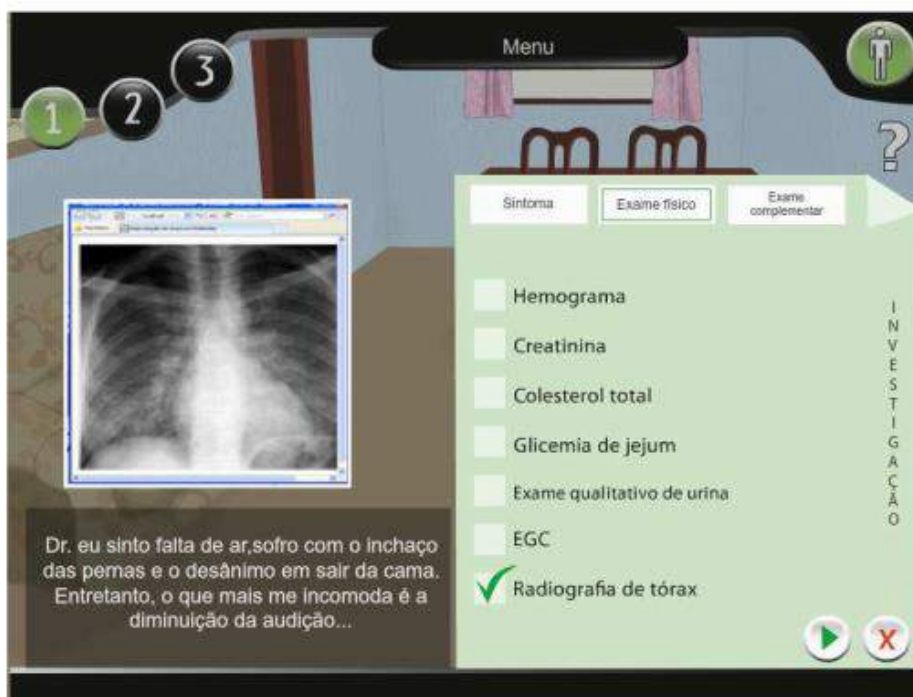 Menu
1
2
3
?
Sintoma
Exame físico
Exame
complementar
Hemograma
Creatinina
Colesterol total
Glicemia de jejum
Exame qualitativo de urina
EGC
Radiografia de tórax
INVESTIGAÇÃO
Dr. eu sinto falta de ar,sofro com o inchaço
das pernas e o desânimo em sair da cama.
Entretanto, o que mais me incomoda é a
diminuição da audição...
X